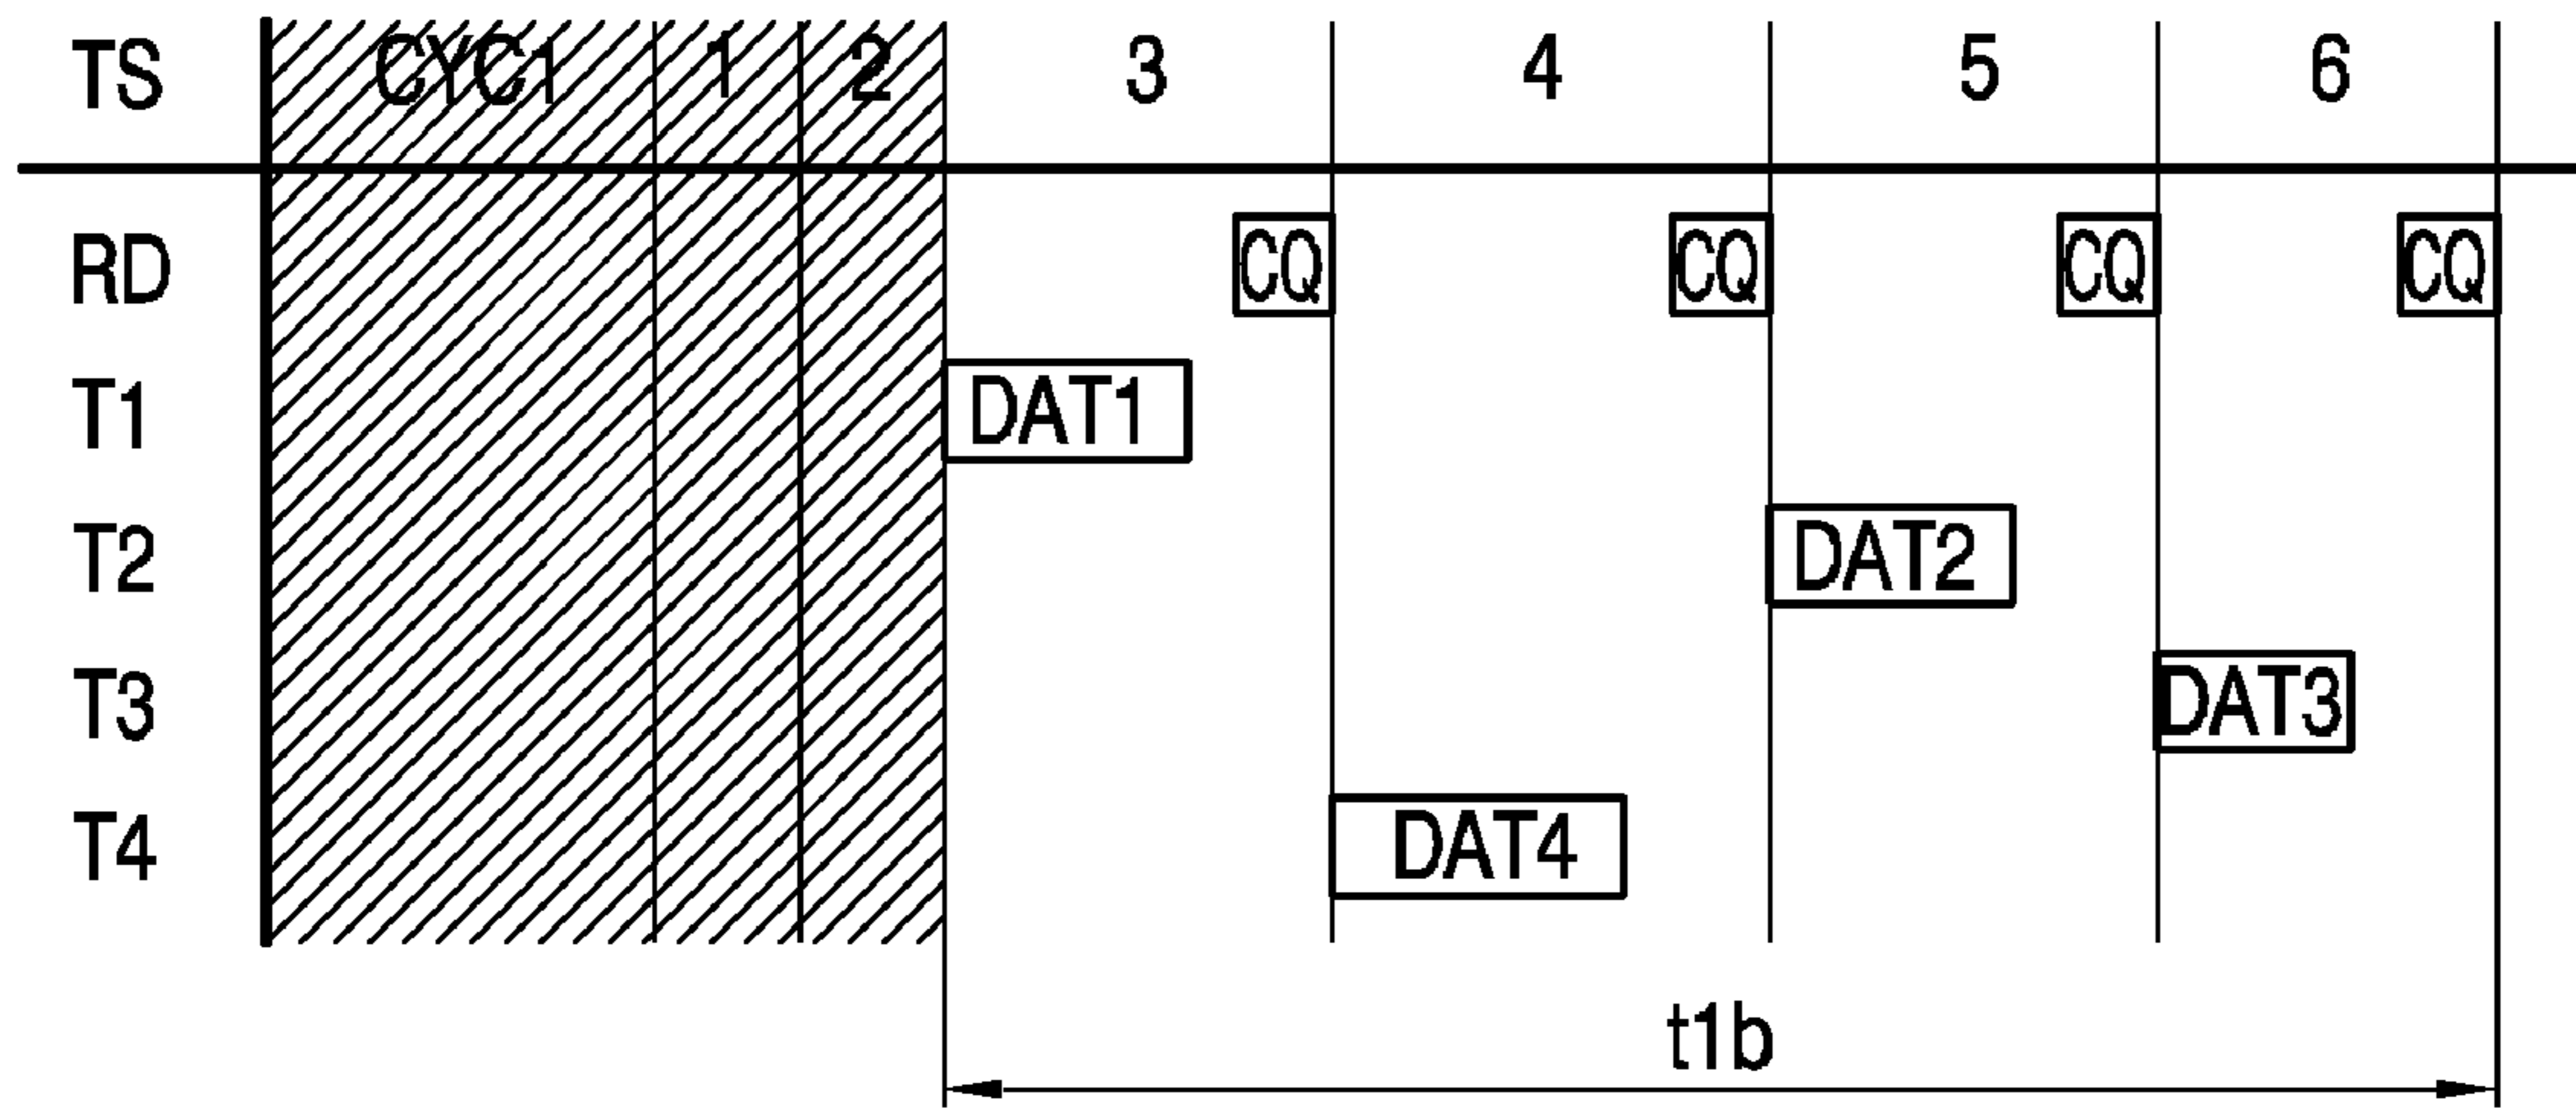 TS CYC1 1 2 3 4 5 6
RD CQ CQ CQ CQ
T1 DAT1
T2 DAT2
T3 DAT3
T4 DAT4
t1b